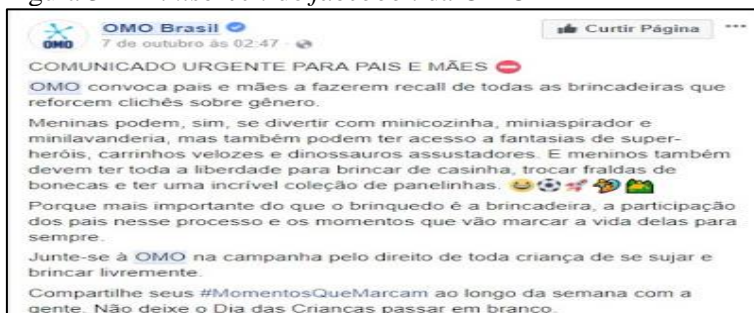 OMO Brasil
Curtir Página
7 de outubro às 02:47
OMO
COMUNICADO URGENTE PARA PAIS E MÃES
OMO convoca pais e mães a fazerem recall de todas as brincadeiras que
reforcem clichês sobre gênero.
Meninas podem, sim, se divertir com minicozinha, miniaspirador e
minilavanderia, mas também podem ter acesso a fantasias de super-
heróis, carrinhos velozes e dinossauros assustadores. E meninos também
devem ter toda a liberdade para brincar de casinha, trocar fraldas de
bonecas e ter uma incrível coleção de panelinhas.
Porque mais importante do que o brinquedo é a brincadeira, a participação
dos pais nesse processo e os momentos que vão marcar a vida delas para
sempre.
Junte-se à OMO na campanha pelo direito de toda criança de se sujar e
brincar livremente.
Compartilhe seus #MomentosQueMarcam ao longo da semana com a
gente. Não deixe o Dia das Crianças passar em branco.